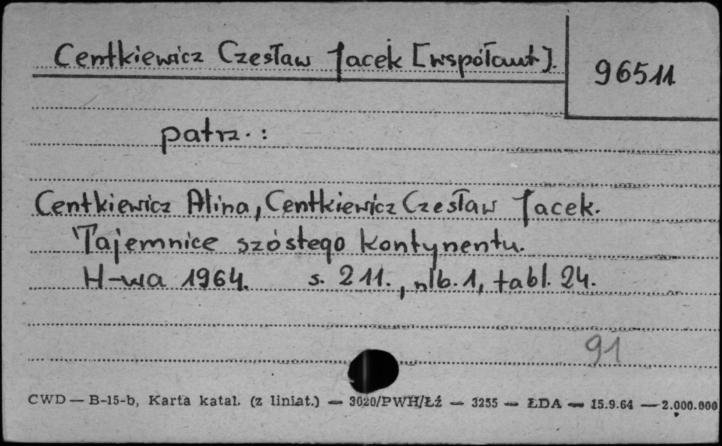 Centkiewicz Czesław Jacek [współaut].
96511
patrz.:
Centkiewicz Alina, Centkiewicz Czesław Jacek.
Tajemnice szóstego kontynentu.
H-wa 1964. s. 211., nlb. 1, tabl. 24.
91
CWD — B-15-b, Karta katal. (z liniat.) — 3020/PWH/Łź — 3255 — ŁDA — 15.9.64 — 2.000.000